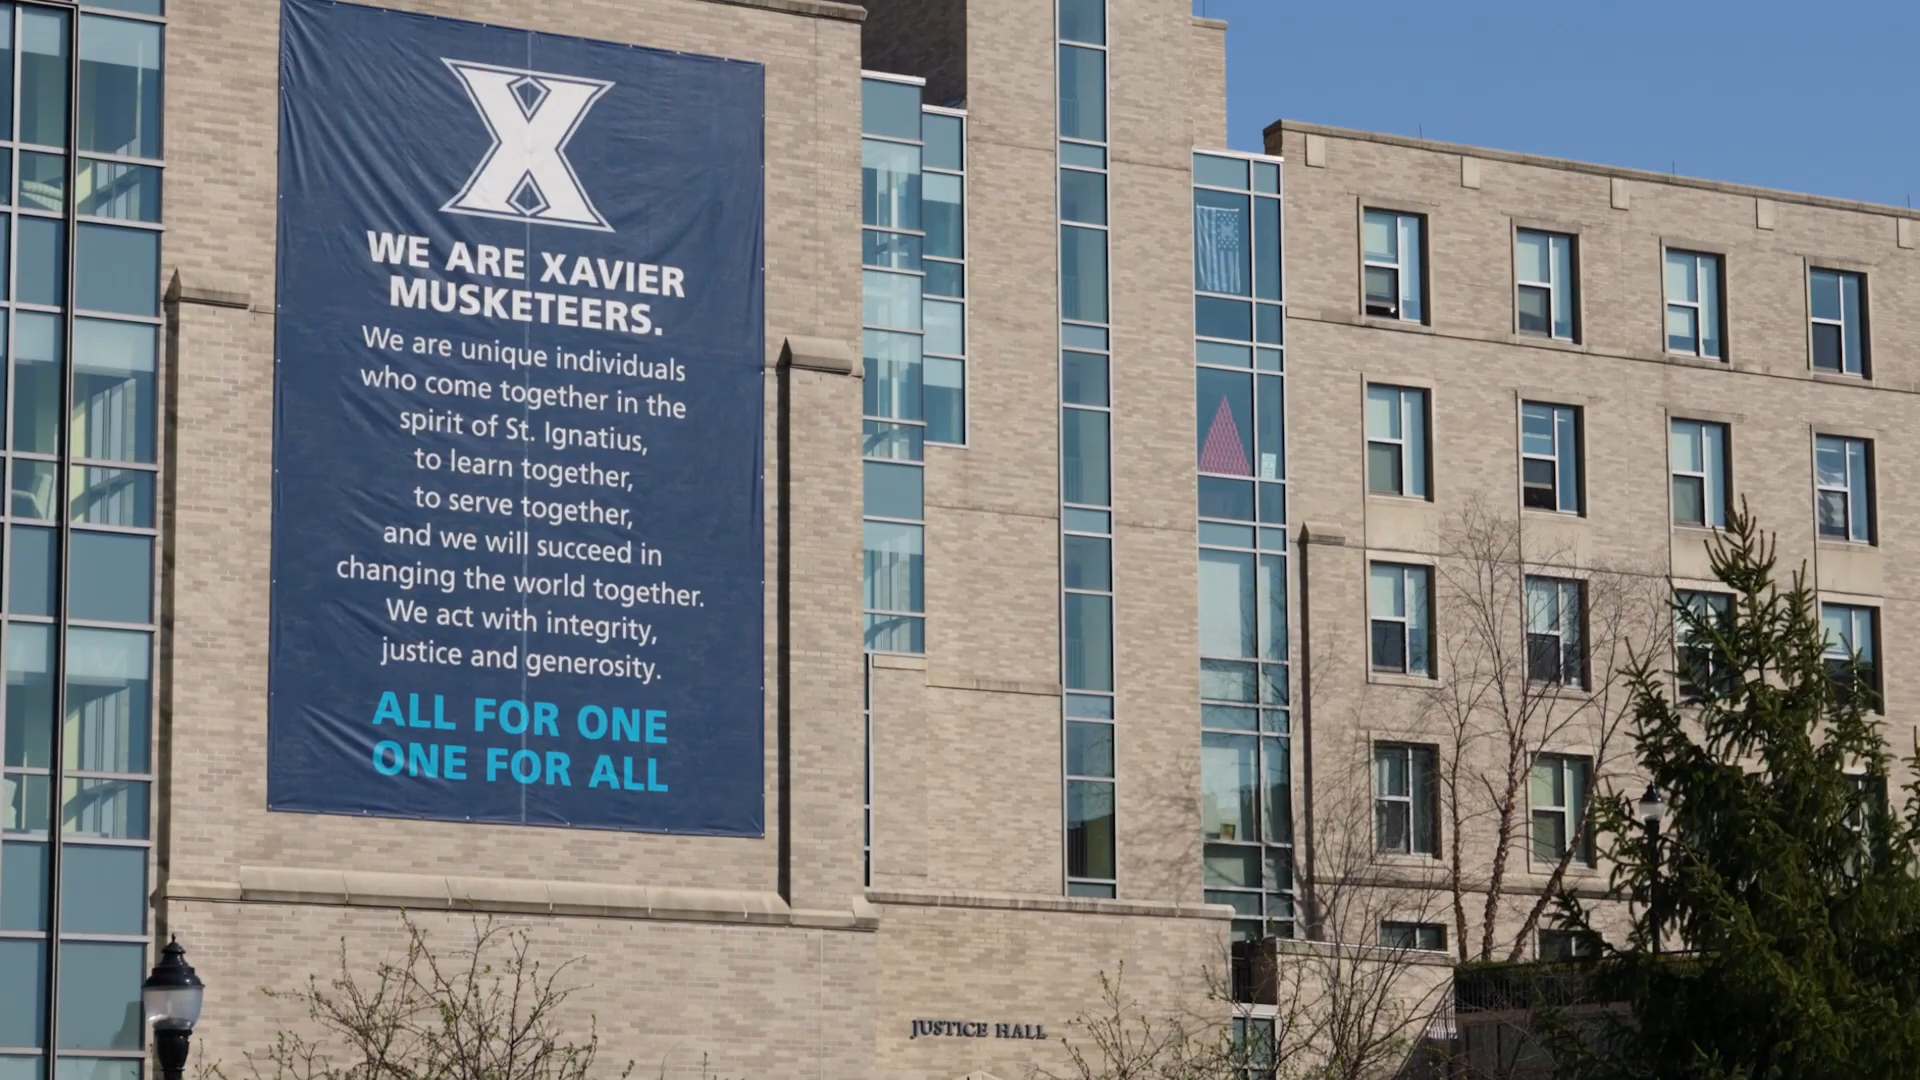 X
WE ARE XAVIER
MUSKETEERS.
We are unique individuals
who come together in the
spirit of St. Ignatius,
to learn together,
to serve together,
and we will succeed in
changing the world together.
We act with integrity,
justice and generosity.
ALL FOR ONE
ONE FOR ALL
JUSTICE HALL